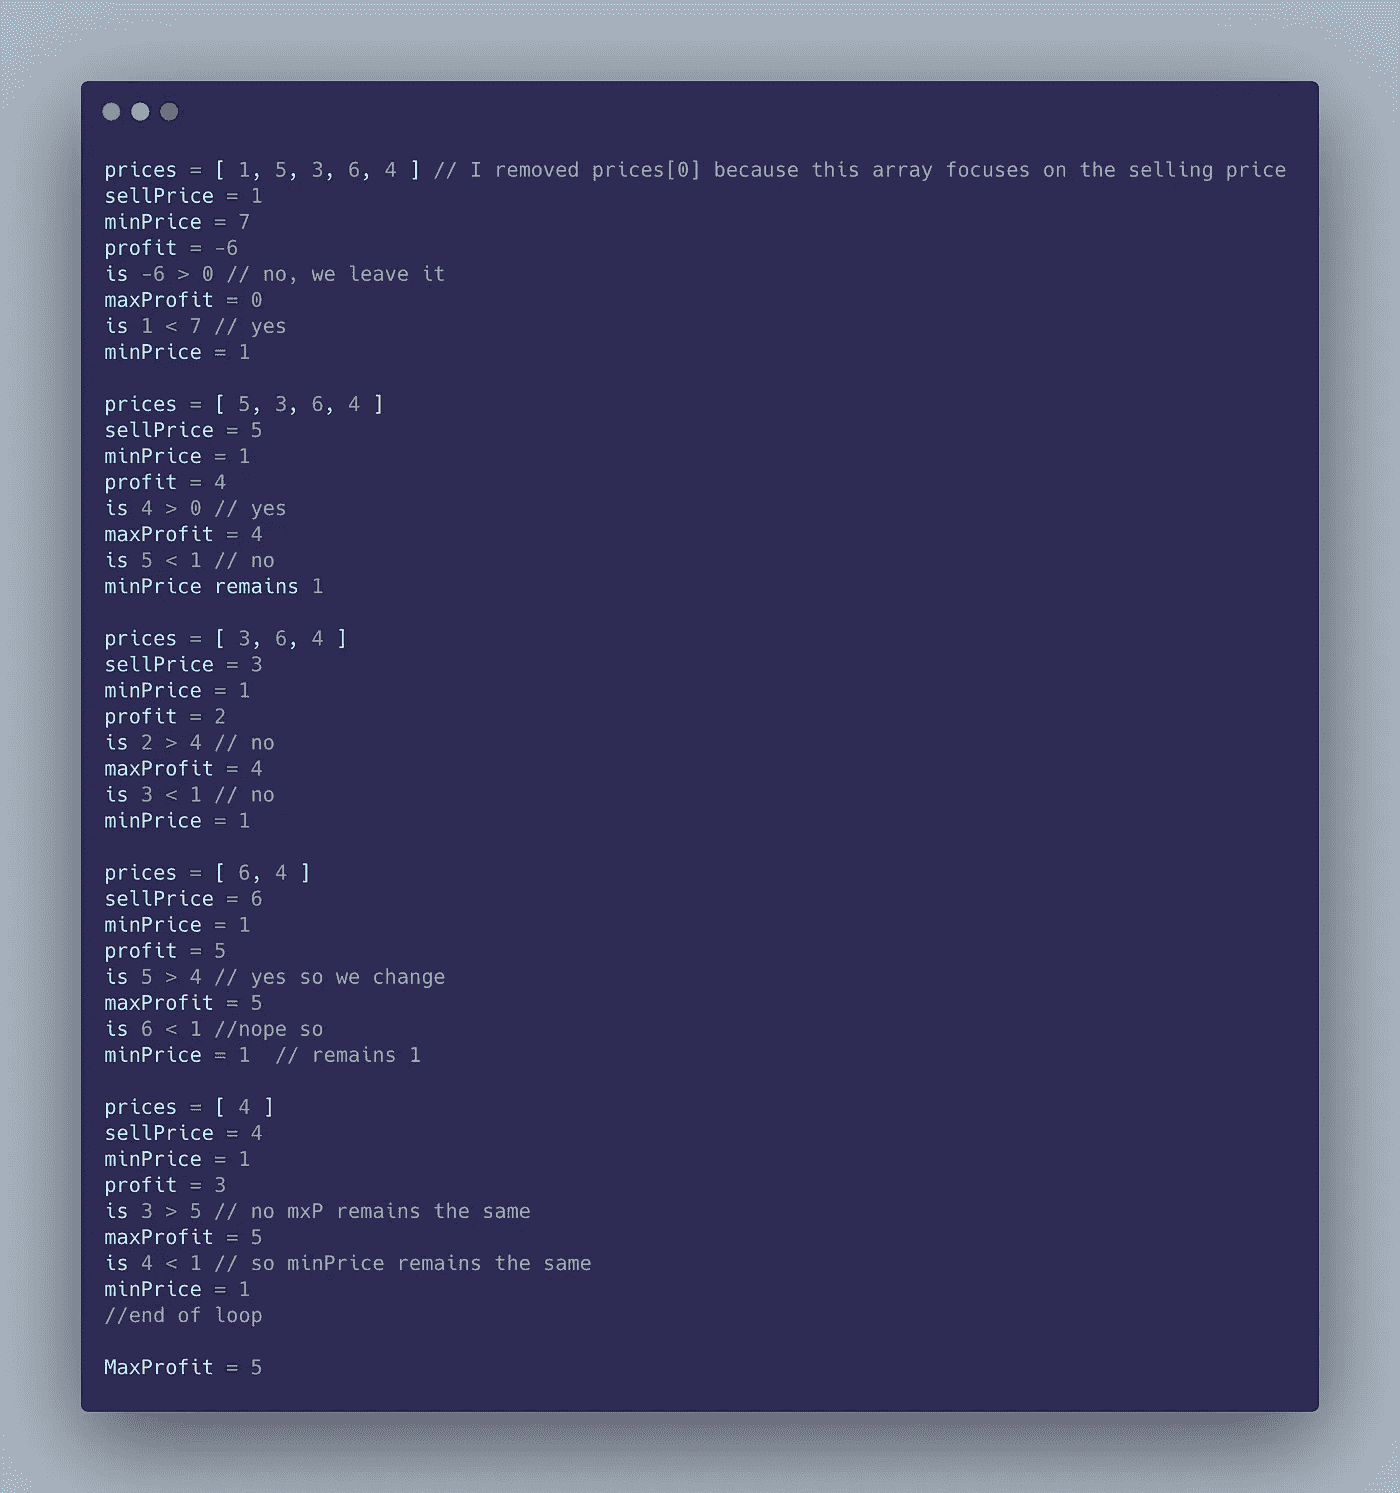 prices = [ 1, 5, 3, 6, 4 ] // I removed prices[0] because this array focuses on the selling price
sellPrice = 1
minPrice = 7
profit = -6
is -6 > 0 // no, we leave it
maxProfit = 0
is 1 < 7 // yes
minPrice = 1

prices = [ 5, 3, 6, 4 ]
sellPrice = 5
minPrice = 1
profit = 4
is 4 > 0 // yes
maxProfit = 4
is 5 < 1 // no
minPrice remains 1

prices = [ 3, 6, 4 ]
sellPrice = 3
minPrice = 1
profit = 2
is 2 > 4 // no
maxProfit = 4
is 3 < 1 // no
minPrice = 1

prices = [ 6, 4 ]
sellPrice = 6
minPrice = 1
profit = 5
is 5 > 4 // yes so we change
maxProfit = 5
is 6 < 1 //nope so
minPrice = 1  // remains 1

prices = [ 4 ]
sellPrice = 4
minPrice = 1
profit = 3
is 3 > 5 // no mxP remains the same
maxProfit = 5
is 4 < 1 // so minPrice remains the same
minPrice = 1
//end of loop

MaxProfit = 5